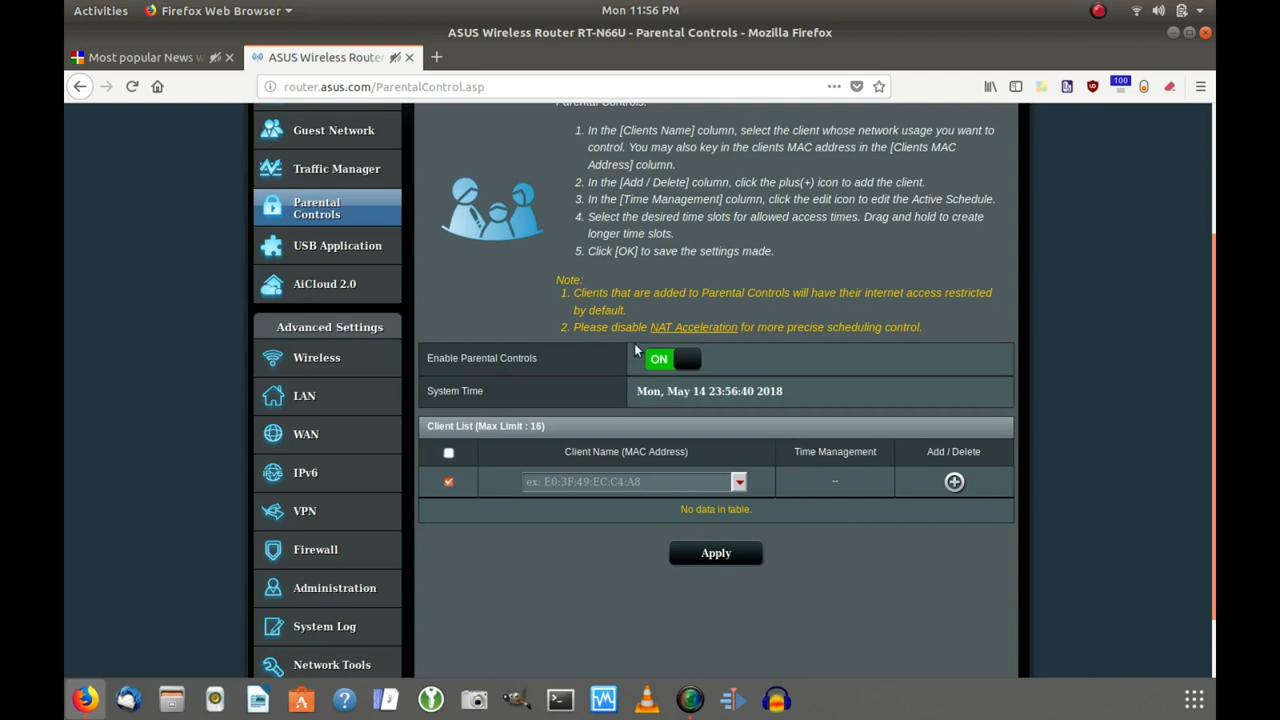 Activities
Firefox Web Browser
Mon 11:56 PM
ASUS Wireless Router RT-N66U - Parental Controls - Mozilla Firefox
Most popular News w
ASUS Wireless Router
router.asus.com/ParentalControl.asp
100
Guest Network
Traffic Manager
Parental
Controls
USB Application
AiCloud 2.0
Advanced Settings
Wireless
LAN
WAN
IPv6
VPN
Firewall
Administration
System Log
Network Tools
Parental Controls.
1. In the [Clients Name] column, select the client whose network usage you want to
control. You may also key in the clients MAC address in the [Clients MAC
Address] column.
2. In the [Add / Delete] column, click the plus(+) icon to add the client.
3. In the [Time Management] column, click the edit icon to edit the Active Schedule.
4. Select the desired time slots for allowed access times. Drag and hold to create
longer time slots.
5. Click [OK] to save the settings made.
Note:
1. Clients that are added to Parental Controls will have their internet access restricted
by default.
2. Please disable NAT Acceleration for more precise scheduling control.
Enable Parental Controls
ON
System Time
Mon, May 14 23:56:40 2018
Client List (Max Limit : 16)
Client Name (MAC Address)
Time Management
Add / Delete
ex: E0:3F:49:EC:C4:A8
--
No data in table.
Apply